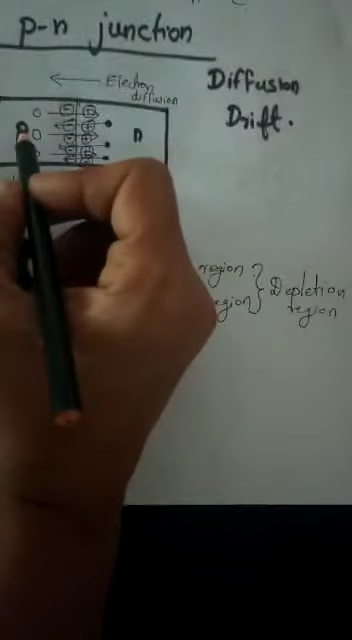 p-n junction
Electron
diffusion
Diffusion
Drift.
n
region
region
Depletion
region